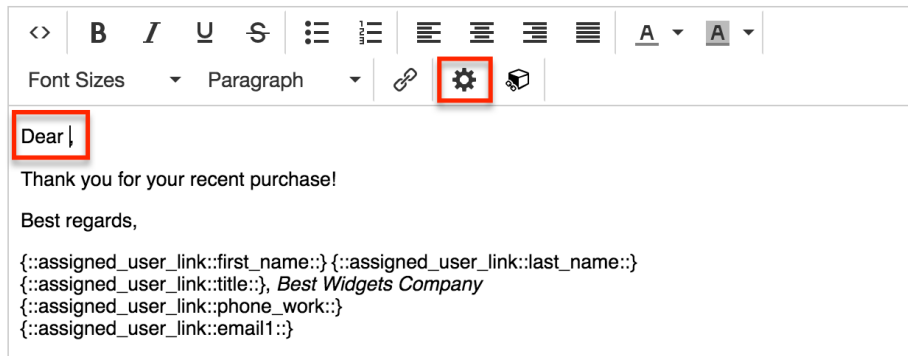 <> B I U S A A
Font Sizes Paragraph
Dear ,
Thank you for your recent purchase!
Best regards,
{::assigned_user_link::first_name::} {::assigned_user_link::last_name::}
{::assigned_user_link::title::}, Best Widgets Company
{::assigned_user_link::phone_work::}
{::assigned_user_link::email1::}